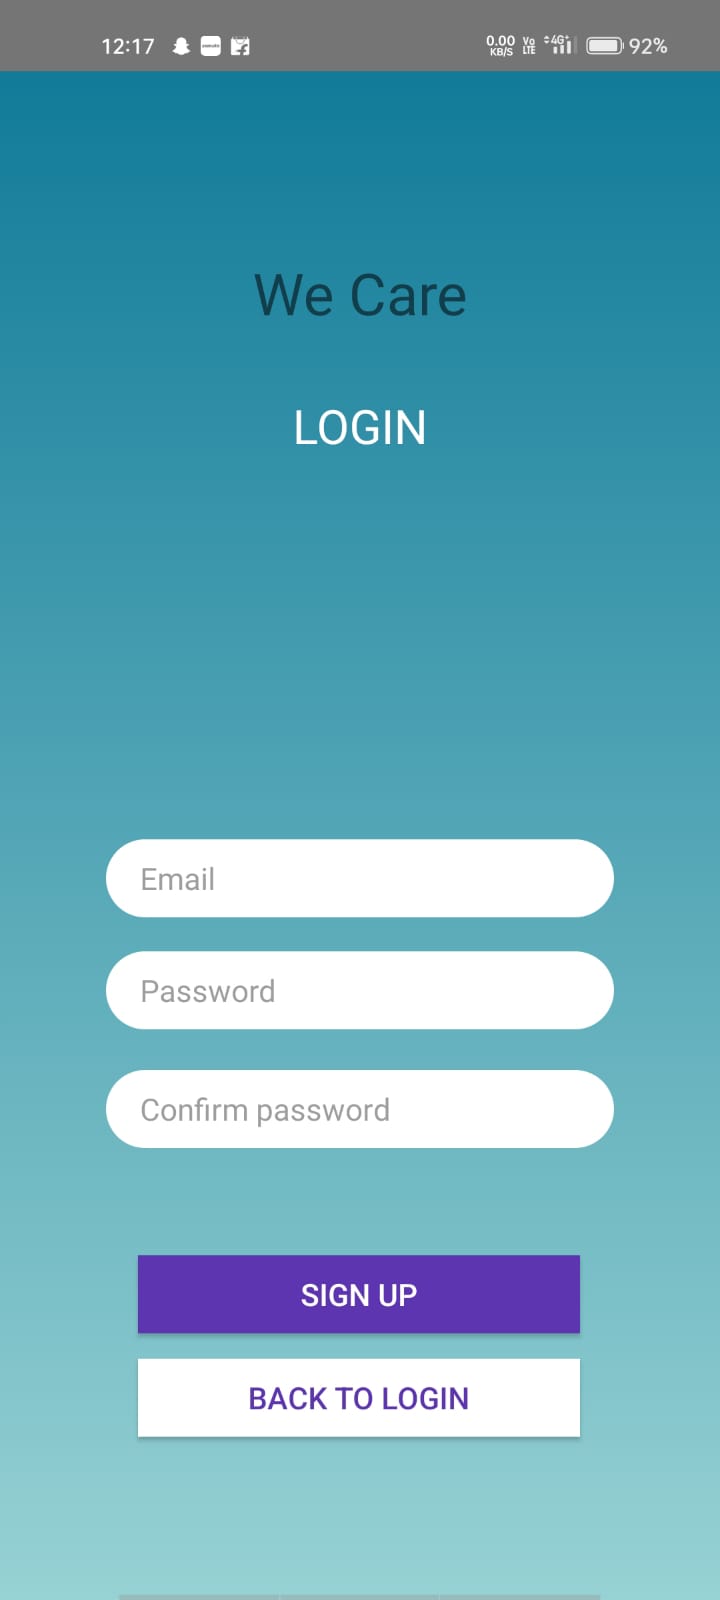 12:17
0.00 KB/S Vo LTE 4G+ 92%
We Care
LOGIN
Email
Password
Confirm password
SIGN UP
BACK TO LOGIN